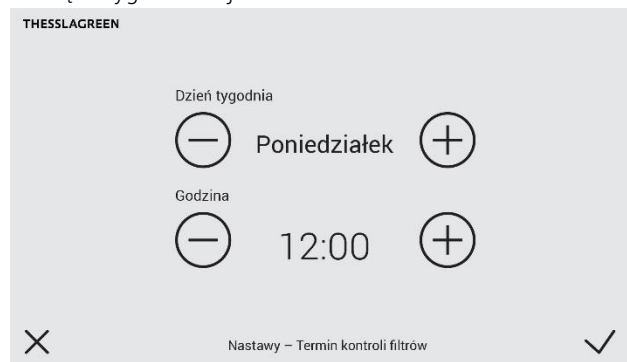 THESSLAGREEN
Dzień tygodnia
Poniedziałek
Godzina
12:00
Nastawy – Termin kontroli filtrów